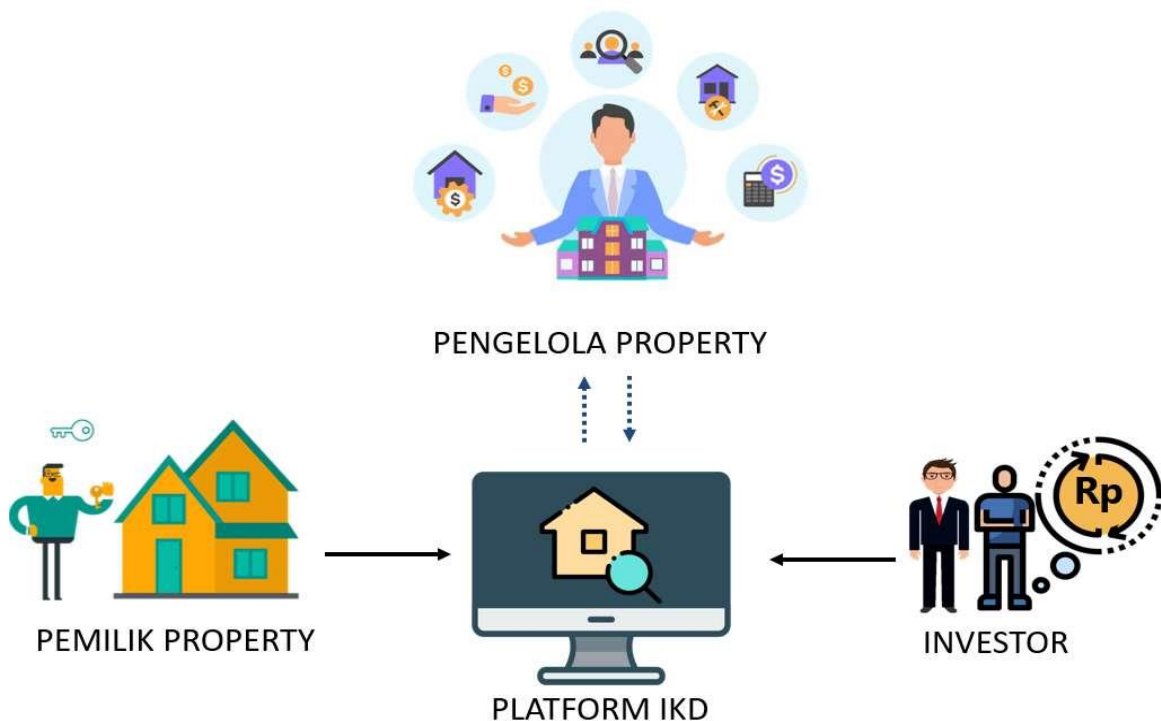 PENGELOLA PROPERTY
Rp
PEMILIK PROPERTY
INVESTOR
PLATFORM IKD
$
$
$
$